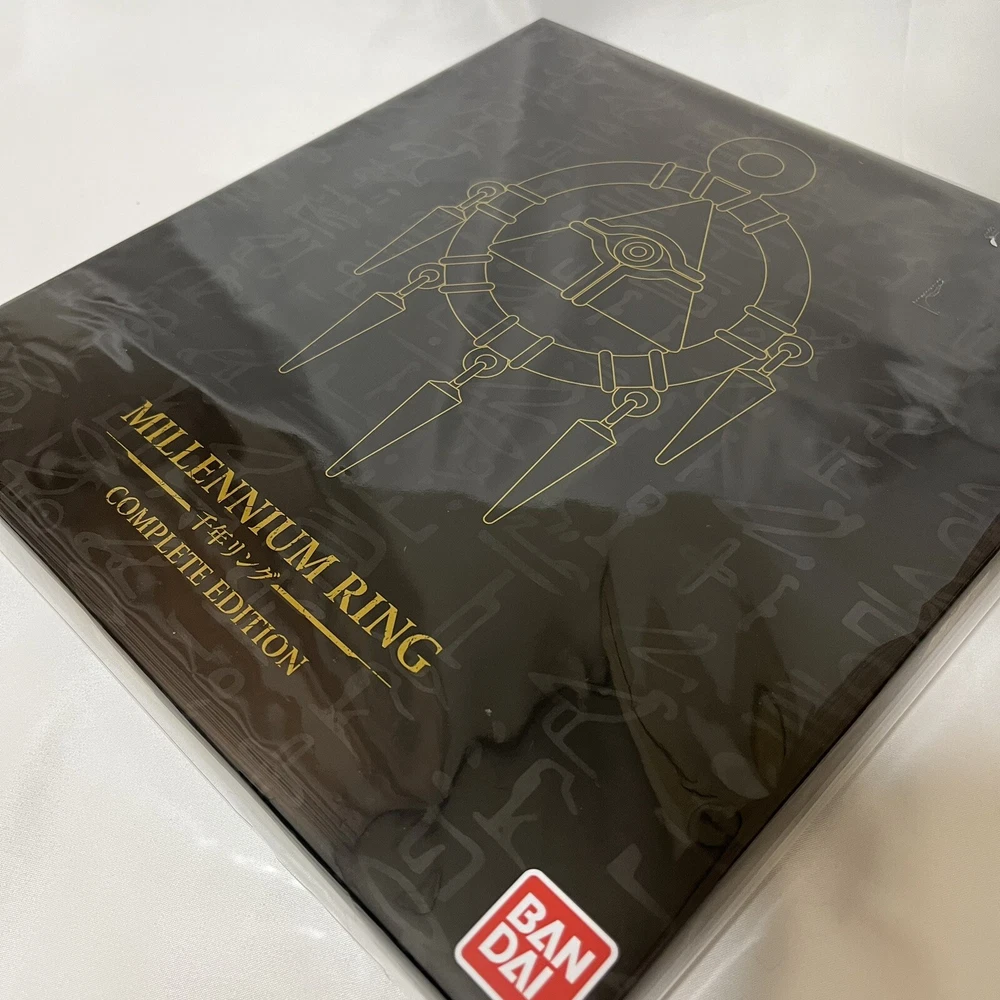 MILLENNIUM RING
千年リング
COMPLETE EDITION
BAN
DAI